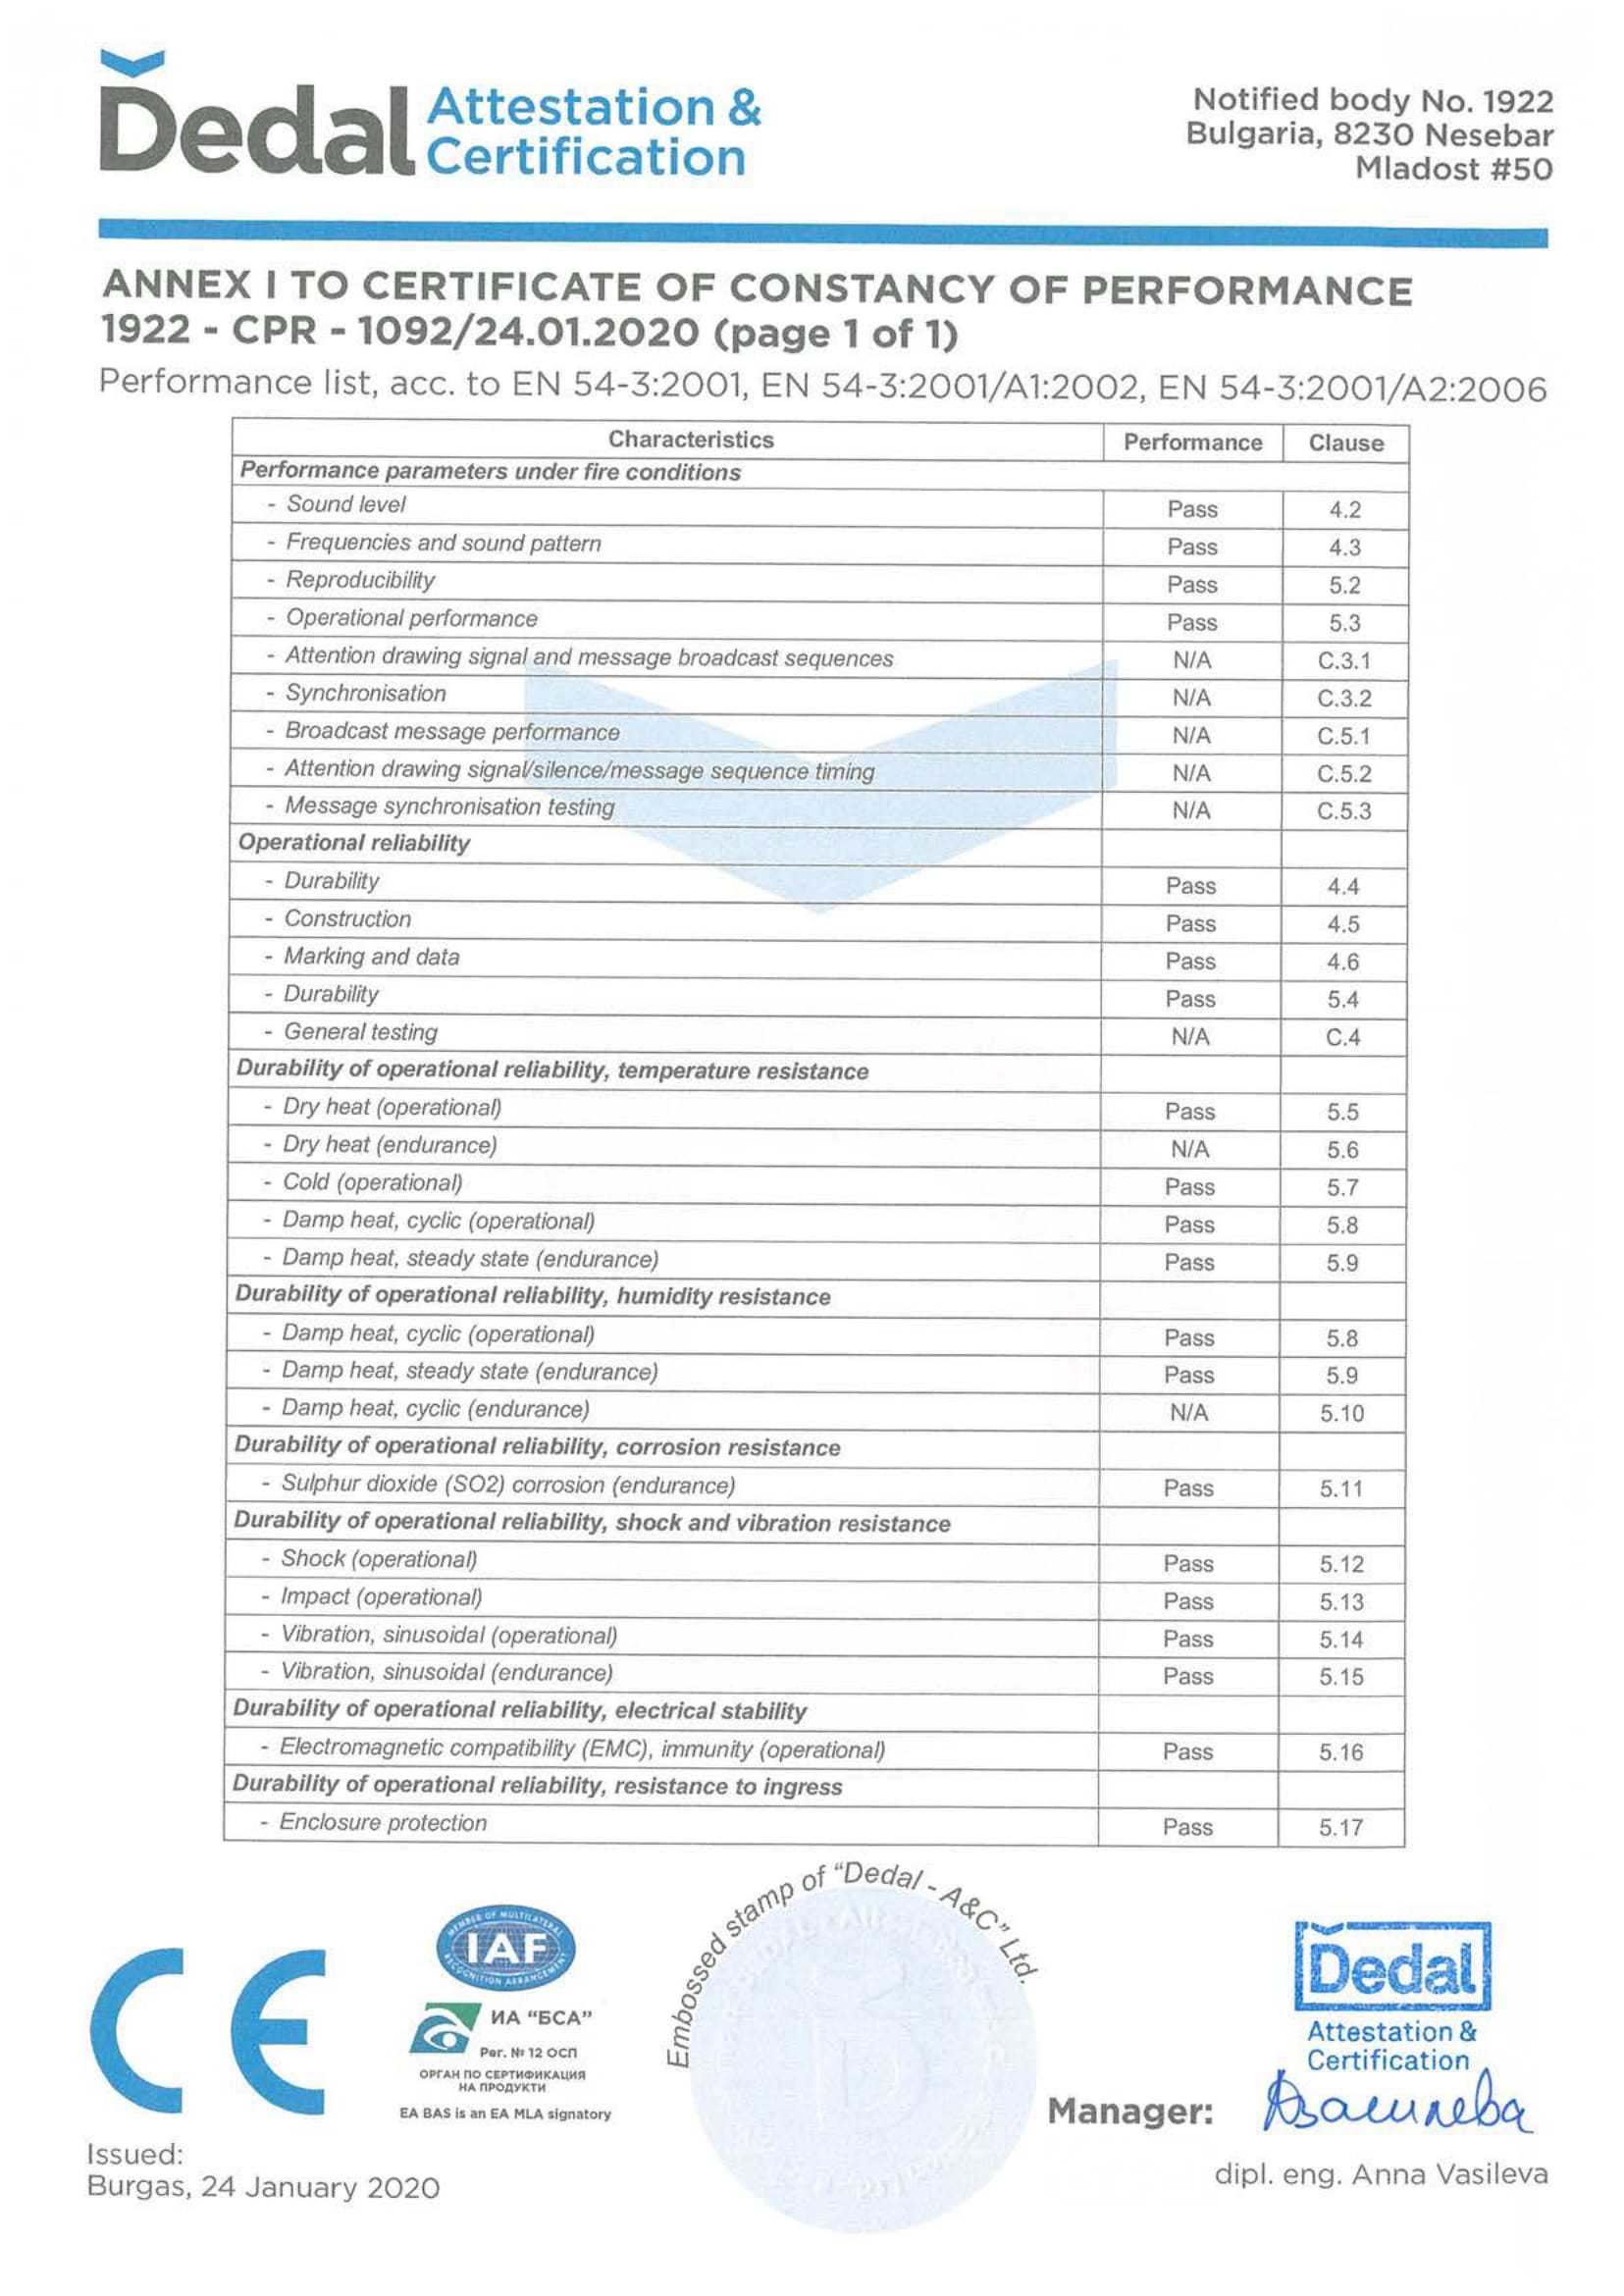 Dedal Attestation &
Certification
Notified body No. 1922
Bulgaria, 8230 Nesebar
Mladost #50
ANNEX I TO CERTIFICATE OF CONSTANCY OF PERFORMANCE
1922 - CPR - 1092/24.01.2020 (page 1 of 1)
Performance list, acc. to EN 54-3:2001, EN 54-3:2001/A1:2002, EN 54-3:2001/A2:2006
Characteristics Performance Clause
Performance parameters under fire conditions
- Sound level Pass 4.2
- Frequencies and sound pattern Pass 4.3
- Reproducibility Pass 5.2
- Operational performance Pass 5.3
- Attention drawing signal and message broadcast sequences N/A C.3.1
- Synchronisation N/A C.3.2
- Broadcast message performance N/A C.5.1
- Attention drawing signal/silence/message sequence timing N/A C.5.2
- Message synchronisation testing N/A C.5.3
Operational reliability
- Durability Pass 4.4
- Construction Pass 4.5
- Marking and data Pass 4.6
- Durability Pass 5.4
- General testing N/A C.4
Durability of operational reliability, temperature resistance
- Dry heat (operational) Pass 5.5
- Dry heat (endurance) N/A 5.6
- Cold (operational) Pass 5.7
- Damp heat, cyclic (operational) Pass 5.8
- Damp heat, steady state (endurance) Pass 5.9
Durability of operational reliability, humidity resistance
- Damp heat, cyclic (operational) Pass 5.8
- Damp heat, steady state (endurance) Pass 5.9
- Damp heat, cyclic (endurance) N/A 5.10
Durability of operational reliability, corrosion resistance
- Sulphur dioxide (SO2) corrosion (endurance) Pass 5.11
Durability of operational reliability, shock and vibration resistance
- Shock (operational) Pass 5.12
- Impact (operational) Pass 5.13
- Vibration, sinusoidal (operational) Pass 5.14
- Vibration, sinusoidal (endurance) Pass 5.15
Durability of operational reliability, electrical stability
- Electromagnetic compatibility (EMC), immunity (operational) Pass 5.16
Durability of operational reliability, resistance to ingress
- Enclosure protection Pass 5.17
CE
MEMBER OF MULTILATERAL
IAF
RECOGNITION ARRANGEMENT
ИА "БСА"
Рег. № 12 ОСП
ОРГАН ПО СЕРТИФИКАЦИЯ
НА ПРОДУКТИ
EA BAS is an EA MLA signatory
Embossed stamp of "Dedal - A&C" Ltd.
Dedal
Attestation &
Certification
Manager:
dipl. eng. Anna Vasileva
Issued:
Burgas, 24 January 2020